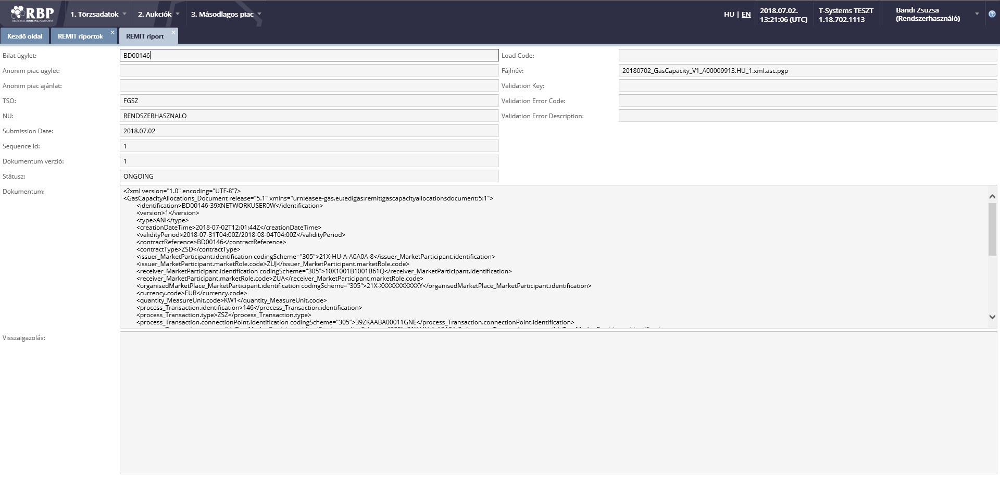 RBP
REGIONAL BOOKING PLATFORM
1. Törzsadatok
2. Aukciók
3. Másodlagos piac
HU | EN
2018.07.02.
13:21:06 (UTC)
T-Systems TESZT
1.18.702.1113
Bandi Zsuzsa
(Rendszerhasználó)
Kezdő oldal
REMIT riportok
REMIT riport
Bilat ügylet: BD00146
Load Code:
Anonim piac ügylet:
Fájlnév: 20180702_GasCapacity_V1_A00009913.HU_1.xml.asc.pgp
Anonim piac ajánlat:
Validation Key:
TSO: FGSZ
Validation Error Code:
NU: RENDSZERHASZNALO
Validation Error Description:
Submission Date: 2018.07.02
Sequence Id: 1
Dokumentum verzió: 1
Státusz: ONGOING
Dokumentum:
<?xml version="1.0" encoding="UTF-8"?>
<GasCapacityAllocations_Document release="5.1" xmlns="urn:easee-gas.eu:edigas:remit:gascapacityallocationsdocument:5:1">
<identification>BD00146-39XNETWORKUSER0W</identification>
<version>1</version>
<type>ANI</type>
<creationDateTime>2018-07-02T12:01:44Z</creationDateTime>
<validityPeriod>2018-07-31T04:00Z/2018-08-04T04:00Z</validityPeriod>
<contractReference>BD00146</contractReference>
<contractType>ZSD</contractType>
<issuer_MarketParticipant.identification codingScheme="305">21X-HU-A-A0A0A-8</issuer_MarketParticipant.identification>
<issuer_MarketParticipant.marketRole.code>ZUJ</issuer_MarketParticipant.marketRole.code>
<receiver_MarketParticipant.identification codingScheme="305">10X1001B1001B61Q</receiver_MarketParticipant.identification>
<receiver_MarketParticipant.marketRole.code>ZUA</receiver_MarketParticipant.marketRole.code>
<organisedMarketPlace_MarketParticipant.identification codingScheme="305">21X-XXXXXXXXXXXY</organisedMarketPlace_MarketParticipant.identification>
<currency.code>EUR</currency.code>
<quantity_MeasureUnit.code>KW1</quantity_MeasureUnit.code>
<process_Transaction.identification>146</process_Transaction.identification>
<process_Transaction.type>ZSZ</process_Transaction.type>
<process_Transaction.connectionPoint.identification codingScheme="305">39ZKAABA00011GNE</process_Transaction.connectionPoint.identification>
Visszaigazolás: